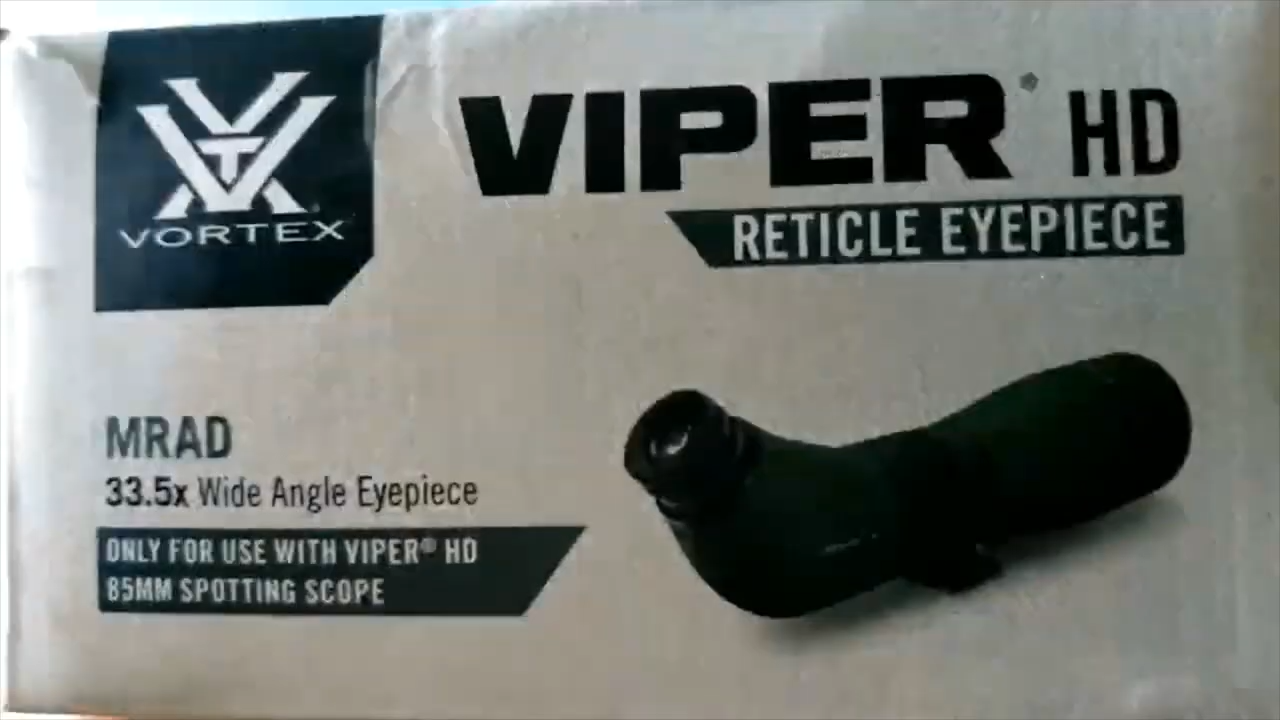 VORTEX
VIPER® HD
RETICLE EYEPIECE
MRAD
33.5x Wide Angle Eyepiece
ONLY FOR USE WITH VIPER® HD
85MM SPOTTING SCOPE